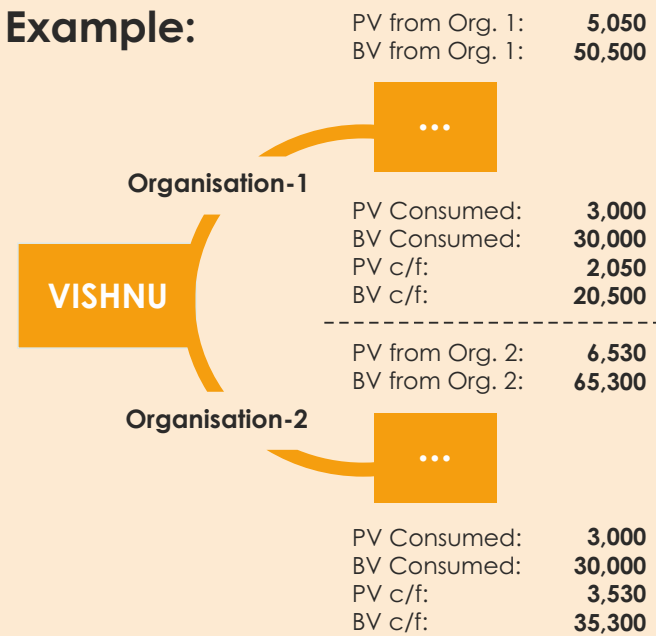 Example:
PV from Org. 1: 5,050
BV from Org. 1: 50,500
...
Organisation-1
PV Consumed: 3,000
BV Consumed: 30,000
PV c/f: 2,050
BV c/f: 20,500
VISHNU
PV from Org. 2: 6,530
BV from Org. 2: 65,300
Organisation-2
...
PV Consumed: 3,000
BV Consumed: 30,000
PV c/f: 3,530
BV c/f: 35,300